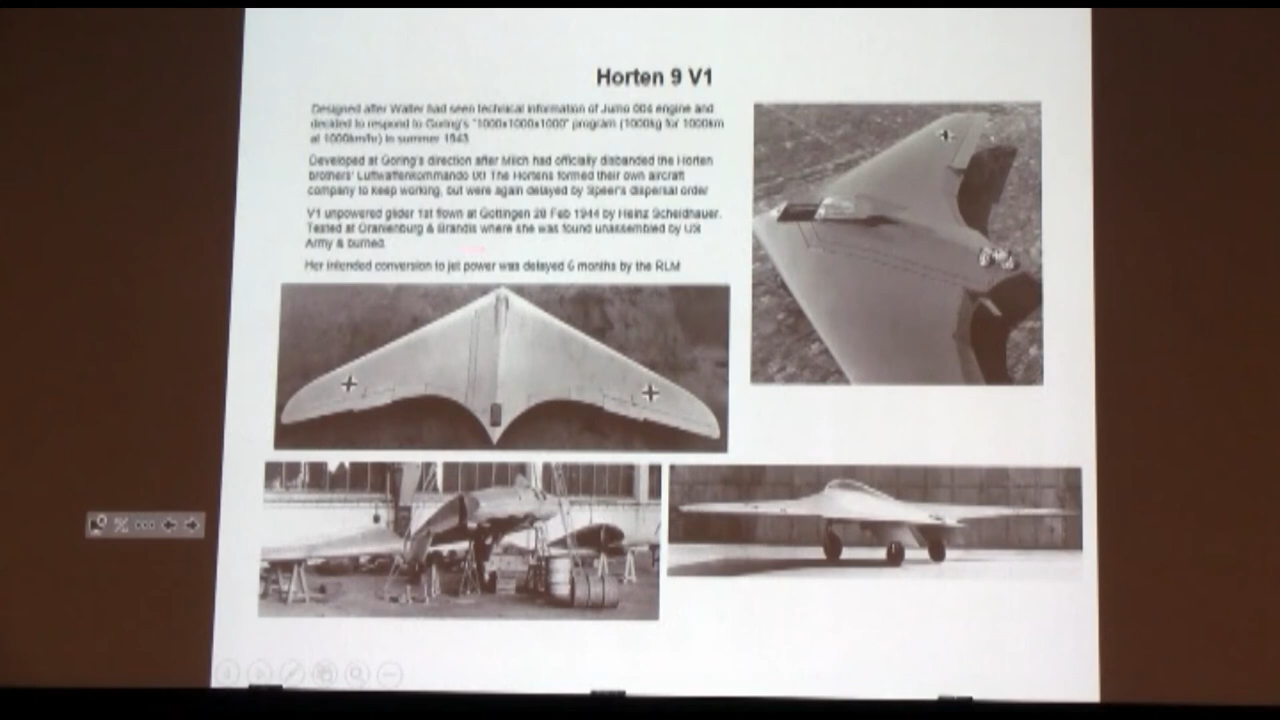 Horten 9 V1
Designed after Walter had seen technical information of Jumo 004 engine and
decided to respond to Goring's "1000x1000x1000" program (1000kg for 1000km
at 1000km/hr) in summer 1943
Developed at Goring's direction after Milch had officially disbanded the Horten
brothers' Luftwaffenkommando IX! The Hortens formed their own aircraft
company to keep working, but were again delayed by Speer's dispersal order
V1 unpowered glider 1st flown at Gottingen 28 Feb 1944 by Heinz Scheidhauer.
Tested at Oranienburg & Brandis where she was found unassembled by US
Army & burned.
Her intended conversion to jet power was delayed 6 months by the RLM